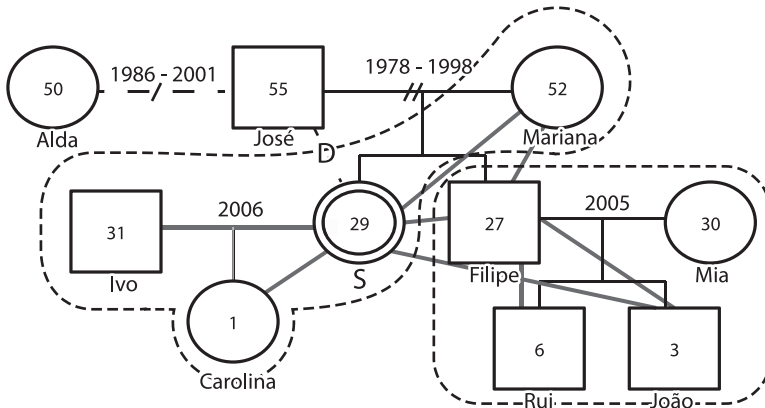 1986 - 2001
1978 - 1998
50
55
52
Alda
José
Mariana
D
31
2006
29
27
2005
30
Ivo
S
Filipe
Mia
1
6
3
Carolina
Rui
João